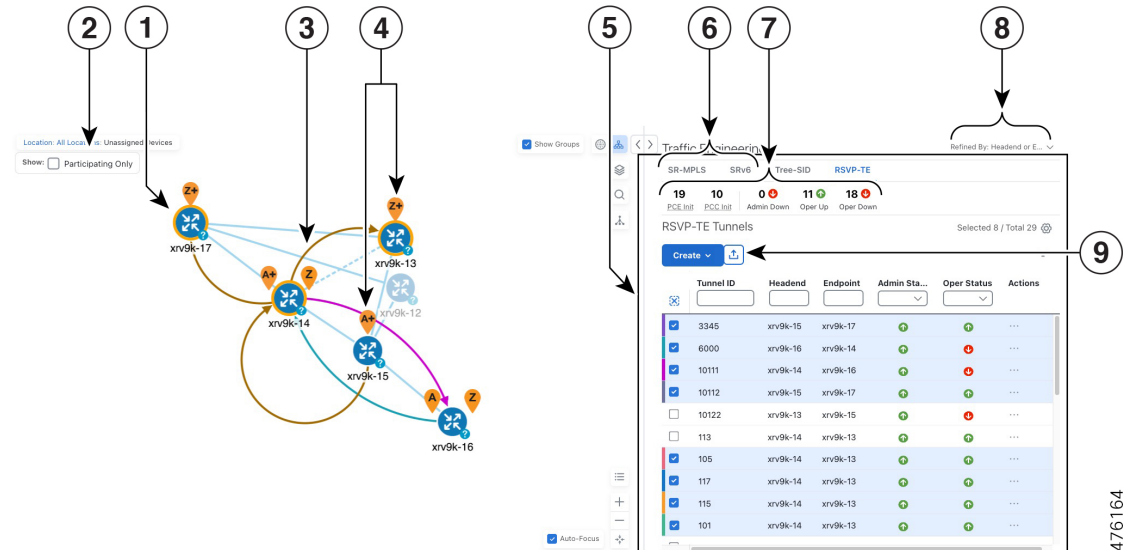 2
1
3
4
5
6
7
8
Location: All Locations: Unassigned Devices
Show: Participating Only
Z+
xrv9k-17
Z+
xrv9k-13
A+
Z
xrv9k-14
xrv9k-12
A+
xrv9k-15
A
Z
xrv9k-16
Show Groups
Auto-Focus
Traffic Engineering
Refined By: Headend or E...
SR-MPLS SRv6 Tree-SID RSVP-TE
19 10 0 11 18
PCE Init PCC Init Admin Down Oper Up Oper Down
RSVP-TE Tunnels
Selected 8 / Total 29
Create
9
Tunnel ID Headend Endpoint Admin Sta... Oper Status Actions
3345 xrv9k-15 xrv9k-17 ...
6000 xrv9k-16 xrv9k-14 ...
10111 xrv9k-14 xrv9k-16 ...
10112 xrv9k-15 xrv9k-17 ...
10122 xrv9k-13 xrv9k-15 ...
113 xrv9k-14 xrv9k-13 ...
105 xrv9k-14 xrv9k-13 ...
117 xrv9k-14 xrv9k-13 ...
115 xrv9k-14 xrv9k-13 ...
101 xrv9k-14 xrv9k-13 ...
476164